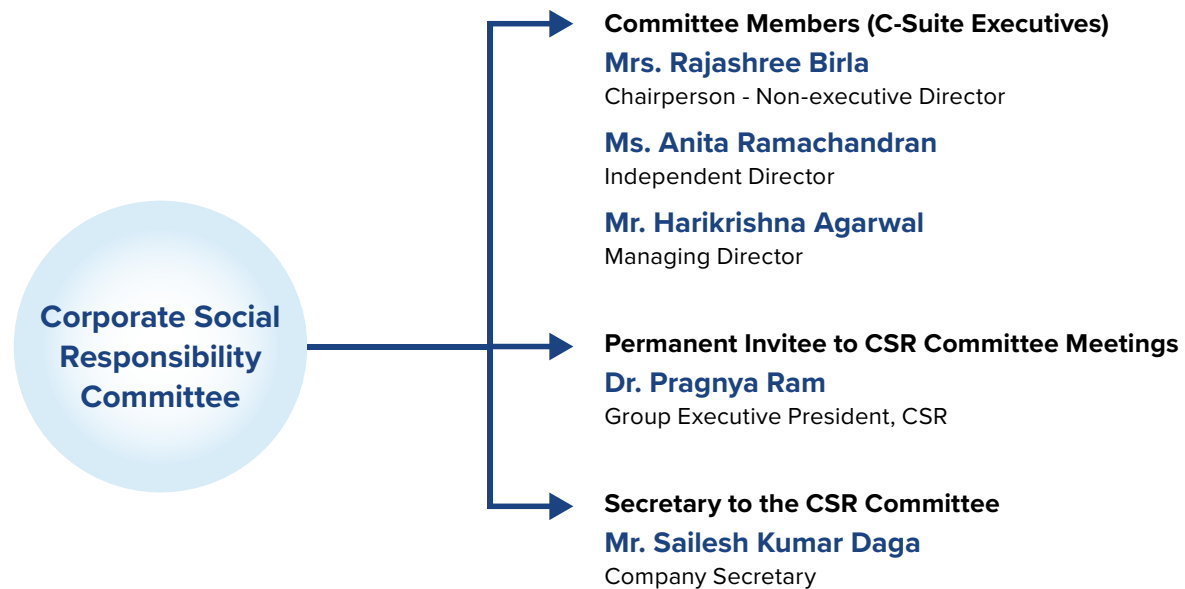 Corporate Social
Responsibility
Committee
Committee Members (C-Suite Executives)
Mrs. Rajashree Birla
Chairperson - Non-executive Director
Ms. Anita Ramachandran
Independent Director
Mr. Harikrishna Agarwal
Managing Director
Permanent Invitee to CSR Committee Meetings
Dr. Pragnya Ram
Group Executive President, CSR
Secretary to the CSR Committee
Mr. Sailesh Kumar Daga
Company Secretary